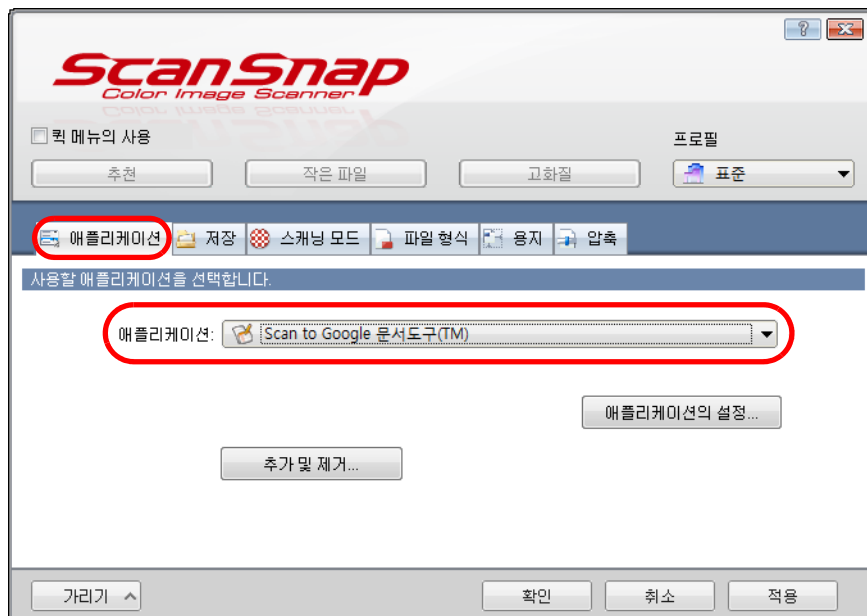 ScanSnap
Color Image Scanner
퀵 메뉴의 사용
프로필
추천 작은 파일 고화질 표준
애플리케이션 저장 스캐닝 모드 파일 형식 용지 압축
사용할 애플리케이션을 선택합니다.
애플리케이션: Scan to Google 문서도구(TM)
애플리케이션의 설정...
추가 및 제거...
가리기 확인 취소 적용